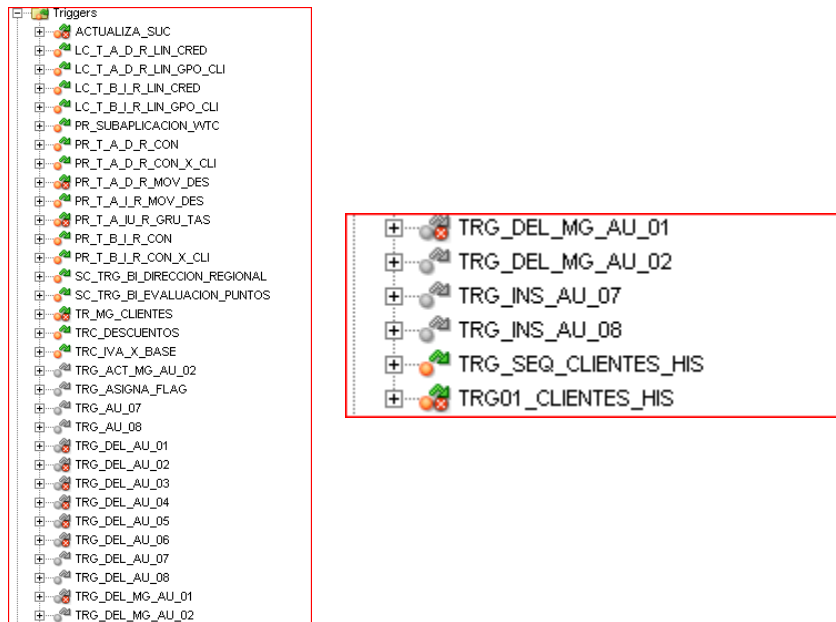 Triggers
ACTUALIZA_SUC
LC_T_A_D_R_LIN_CRED
LC_T_A_D_R_LIN_GPO_CLI
LC_T_B_I_R_LIN_CRED
LC_T_B_I_R_LIN_GPO_CLI
PR_SUBAPLICACION_WTC
PR_T_A_D_R_CON
PR_T_A_D_R_CON_X_CLI
PR_T_A_D_R_MOV_DES
PR_T_A_I_R_MOV_DES
PR_T_A_IU_R_GRU_TAS
PR_T_B_I_R_CON
PR_T_B_I_R_CON_X_CLI
SC_TRG_BI_DIRECCION_REGIONAL
SC_TRG_BI_EVALUACION_PUNTOS
TR_MG_CLIENTES
TRC_DESCUENTOS
TRC_IVA_X_BASE
TRG_ACT_MG_AU_02
TRG_ASIGNA_FLAG
TRG_AU_07
TRG_AU_08
TRG_DEL_AU_01
TRG_DEL_AU_02
TRG_DEL_AU_03
TRG_DEL_AU_04
TRG_DEL_AU_05
TRG_DEL_AU_06
TRG_DEL_AU_07
TRG_DEL_AU_08
TRG_DEL_MG_AU_01
TRG_DEL_MG_AU_02
TRG_DEL_MG_AU_01
TRG_DEL_MG_AU_02
TRG_INS_AU_07
TRG_INS_AU_08
TRG_SEQ_CLIENTES_HIS
TRG01_CLIENTES_HIS